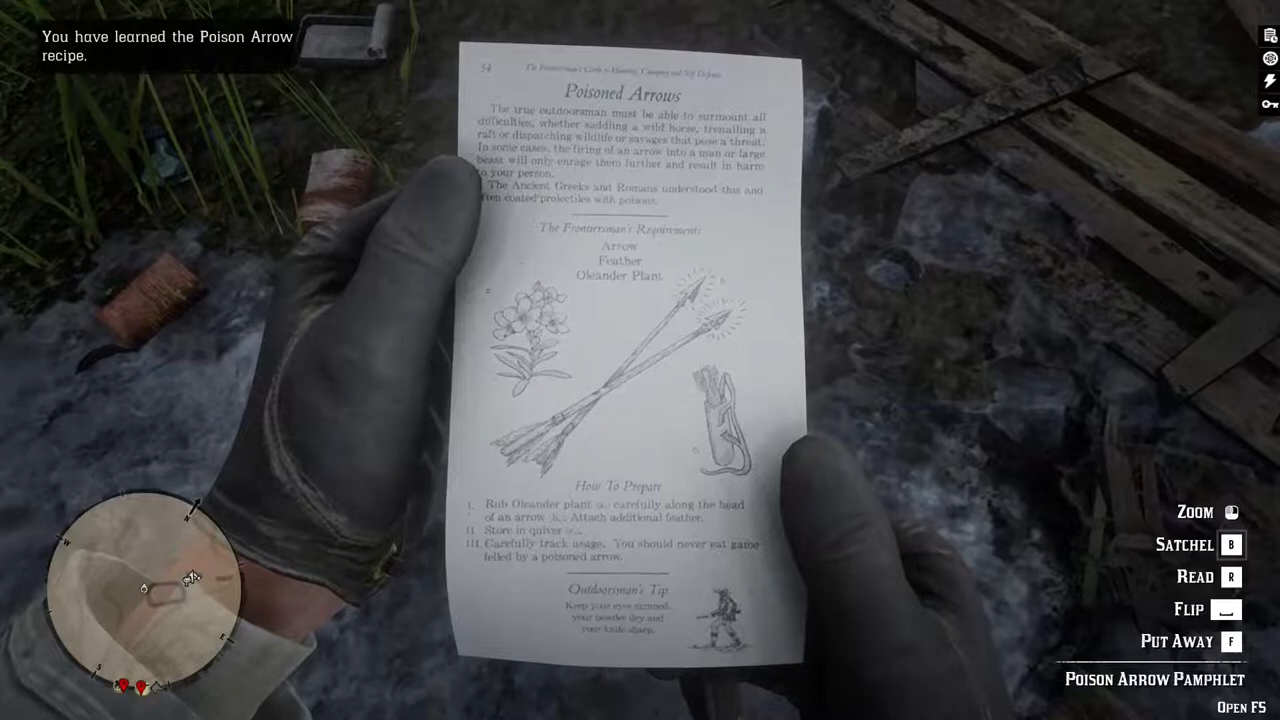 You have learned the Poison Arrow
recipe.
34
The Frontiersman's Guide to Hunting, Camping and Self Defense
Poisoned Arrows
The true outdoorsman must be able to surmount all
difficulties, whether saddling a wild horse, trenailing a
raft or dispatching wildlife or savages that pose a threat.
In some cases, the firing of an arrow into a man or large
beast will only enrage them further and result in harm
to your person.
The Ancient Greeks and Romans understood this and
often coated projectiles with poisons.
The Frontiersman's Requirements
Arrow
Feather
Oleander Plant
How To Prepare
I. Rub Oleander plant (a.) carefully along the head
of an arrow (b.). Attach additional feather.
II. Store in quiver (c.).
III. Carefully track usage. You should never eat game
felled by a poisoned arrow.
Outdoorsman's Tip
Keep your eyes skinned,
your powder dry and
your knife sharp.
N
W
E
S
ZOOM
SATCHEL B
READ R
FLIP
PUT AWAY F
POISON ARROW PAMPHLET
OPEN F5